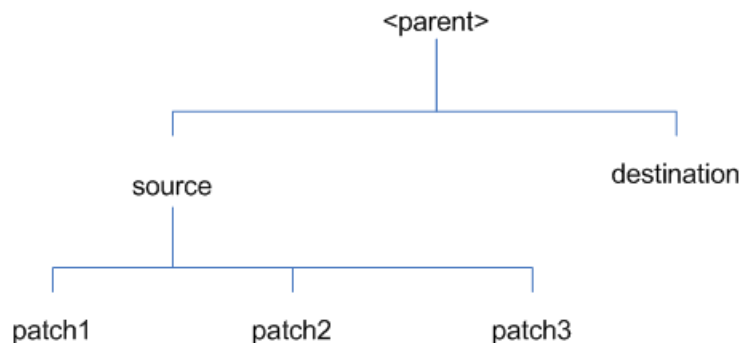 <parent>
source
destination
patch1
patch2
patch3